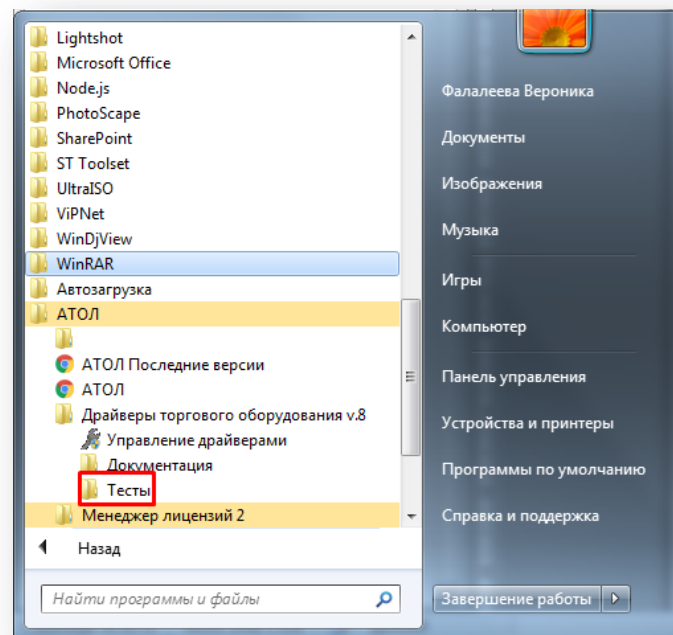 Lightshot
Microsoft Office
Node.js
PhotoScape
SharePoint
ST Toolset
UltraISO
ViPNet
WinDjView
WinRAR
Автозагрузка
АТОЛ
АТОЛ Последние версии
АТОЛ
Драйверы торгового оборудования v.8
Управление драйверами
Документация
Тесты
Менеджер лицензий 2
Назад
Найти программы и файлы
Фалалеева Вероника
Документы
Изображения
Музыка
Игры
Компьютер
Панель управления
Устройства и принтеры
Программы по умолчанию
Справка и поддержка
Завершение работы